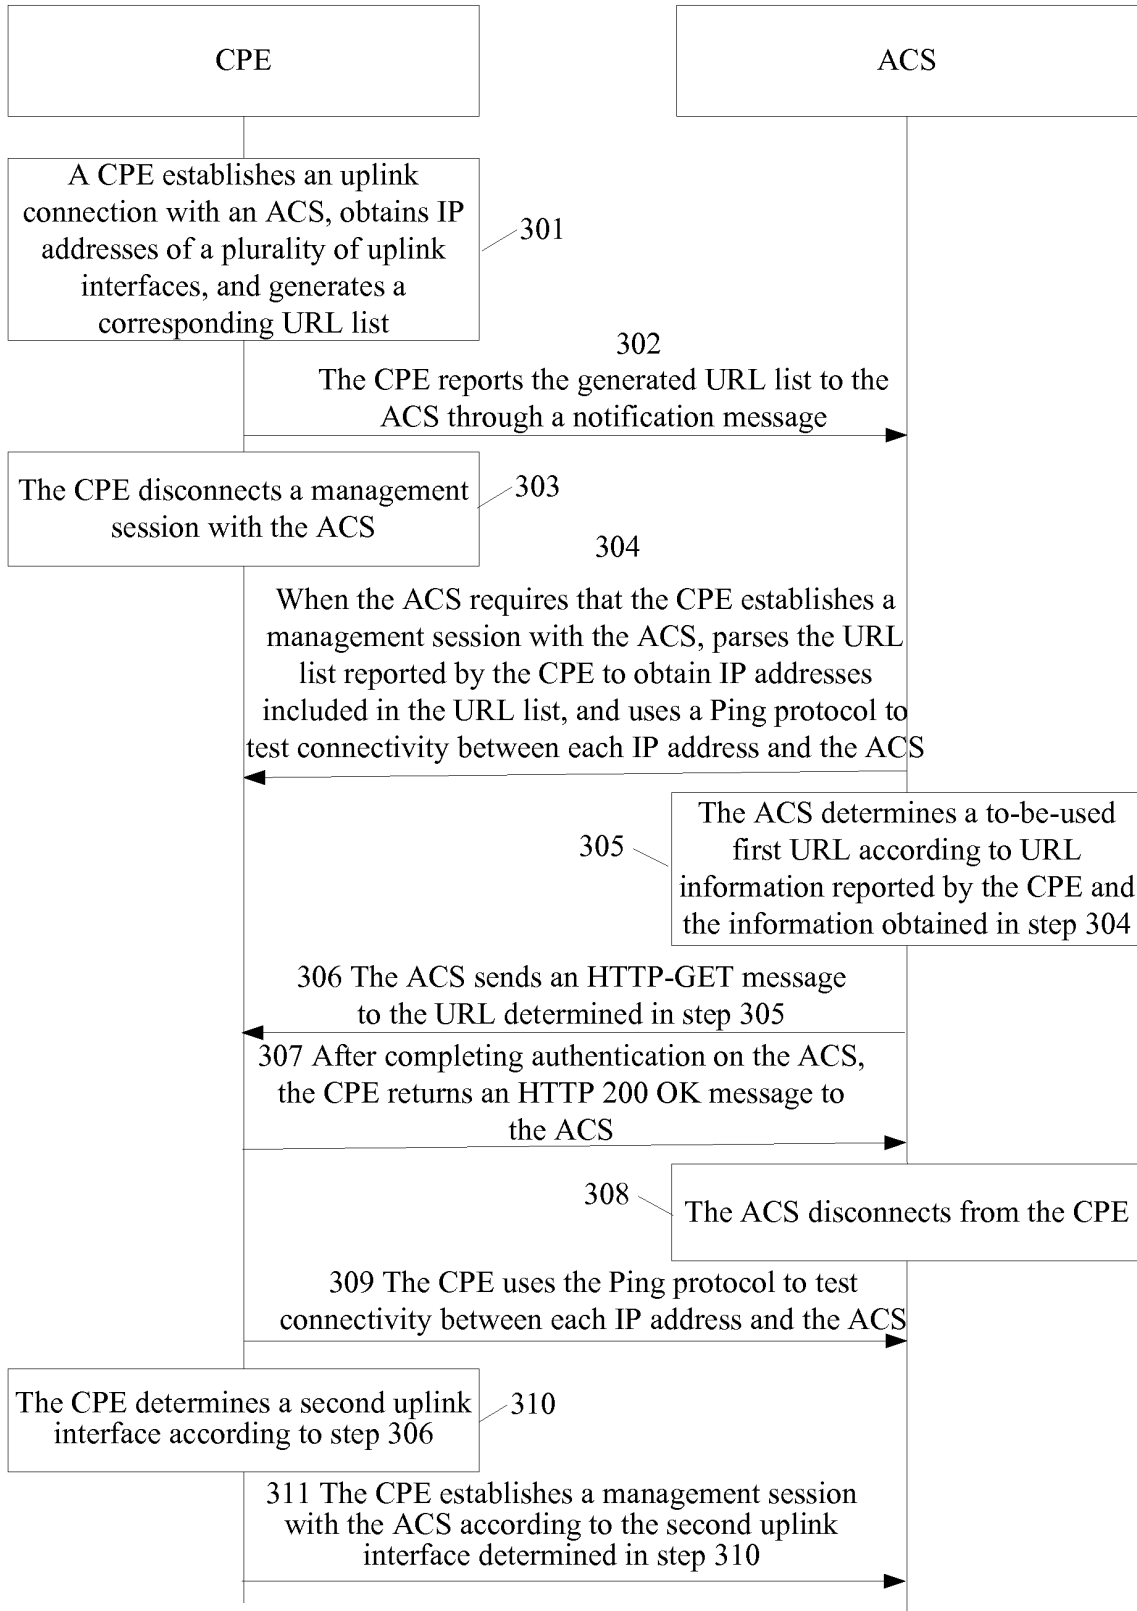 CPE
ACS
A CPE establishes an uplink
connection with an ACS, obtains IP
addresses of a plurality of uplink
interfaces, and generates a
corresponding URL list
301
302
The CPE reports the generated URL list to the
ACS through a notification message
The CPE disconnects a management
session with the ACS
303
304
When the ACS requires that the CPE establishes a
management session with the ACS, parses the URL
list reported by the CPE to obtain IP addresses
included in the URL list, and uses a Ping protocol to
test connectivity between each IP address and the ACS
305
The ACS determines a to-be-used
first URL according to URL
information reported by the CPE and
the information obtained in step 304
306 The ACS sends an HTTP-GET message
to the URL determined in step 305
307 After completing authentication on the ACS,
the CPE returns an HTTP 200 OK message to
the ACS
308
The ACS disconnects from the CPE
309 The CPE uses the Ping protocol to test
connectivity between each IP address and the ACS
The CPE determines a second uplink
interface according to step 306
310
311 The CPE establishes a management session
with the ACS according to the second uplink
interface determined in step 310